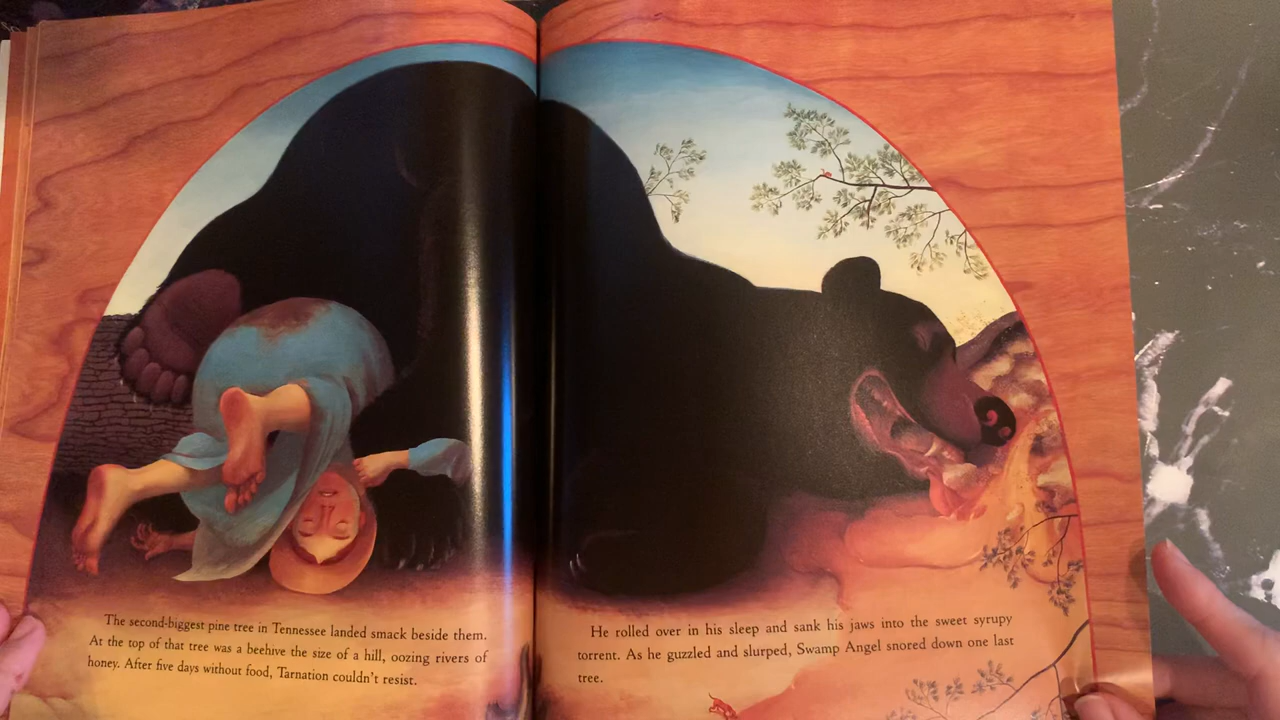 The second-biggest pine tree in Tennessee landed smack beside them.
At the top of that tree was a beehive the size of a hill, oozing rivers of
honey. After five days without food, Tarnation couldn't resist.
He rolled over in his sleep and sank his jaws into the sweet syrupy
torrent. As he guzzled and slurped, Swamp Angel snored down one last
tree.